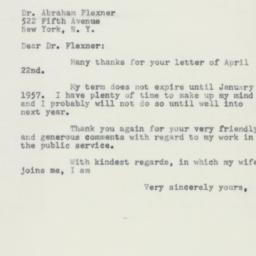 Dr. Abraham Flexner
522 Fifth Avenue
New York, N. Y.
Dear Dr. Flexner:
Many thanks for your letter of April
22nd.
My term does not expire until January
1957. I have plenty of time to make up my mind
and I probably will not do so until well into
next year.
Thank you again for your very friendly
and generous comments with regard to my work in
the public service.
With kindest regards, in which my wife
joins me, I am
Very sincerely yours,